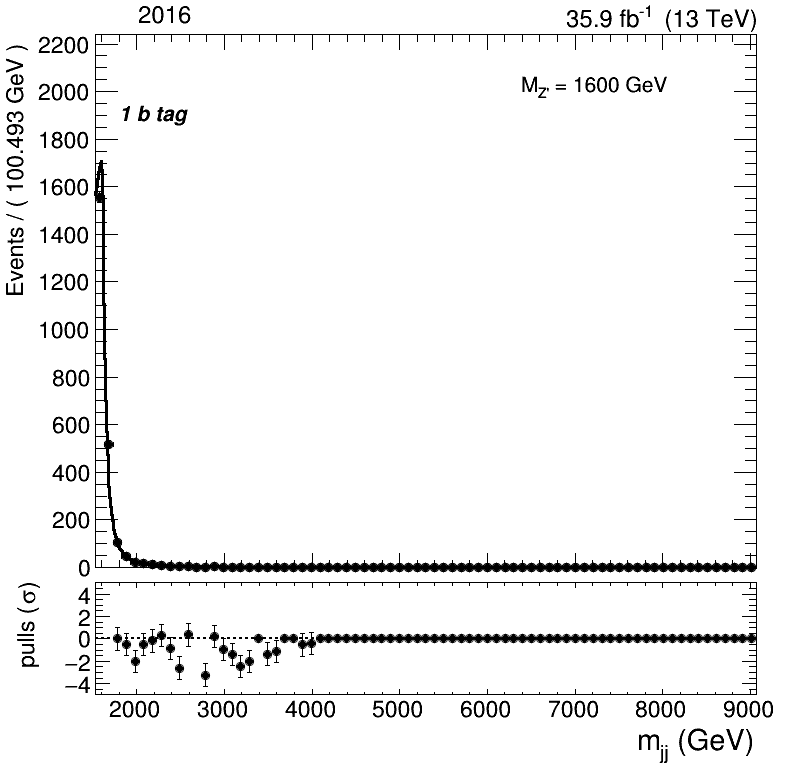 2016
35.9 fb⁻¹ (13 TeV)
Events / ( 100.493 GeV )
2200
2000
1800
1600
1400
1200
1000
800
600
400
200
0
M_Z' = 1600 GeV
1 b tag
pulls (σ)
4
2
0
−2
−4
2000 3000 4000 5000 6000 7000 8000 9000
m_jj (GeV)